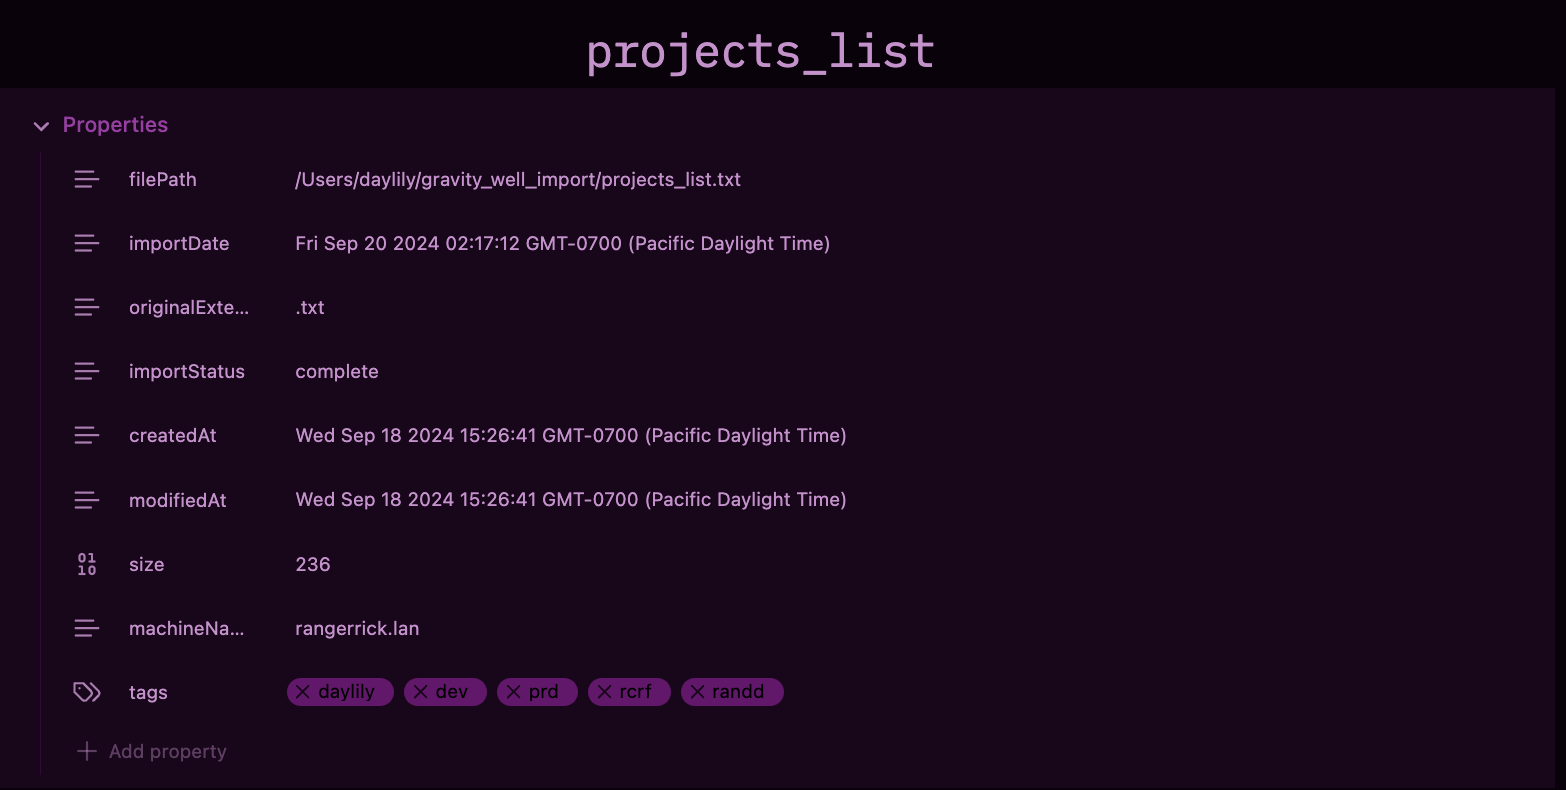 projects_list
Properties
filePath /Users/daylily/gravity_well_import/projects_list.txt
importDate Fri Sep 20 2024 02:17:12 GMT-0700 (Pacific Daylight Time)
originalExte... .txt
importStatus complete
createdAt Wed Sep 18 2024 15:26:41 GMT-0700 (Pacific Daylight Time)
modifiedAt Wed Sep 18 2024 15:26:41 GMT-0700 (Pacific Daylight Time)
01
10
size 236
machineNa... rangerrick.lan
tags daylily dev prd rcrf randd
Add property